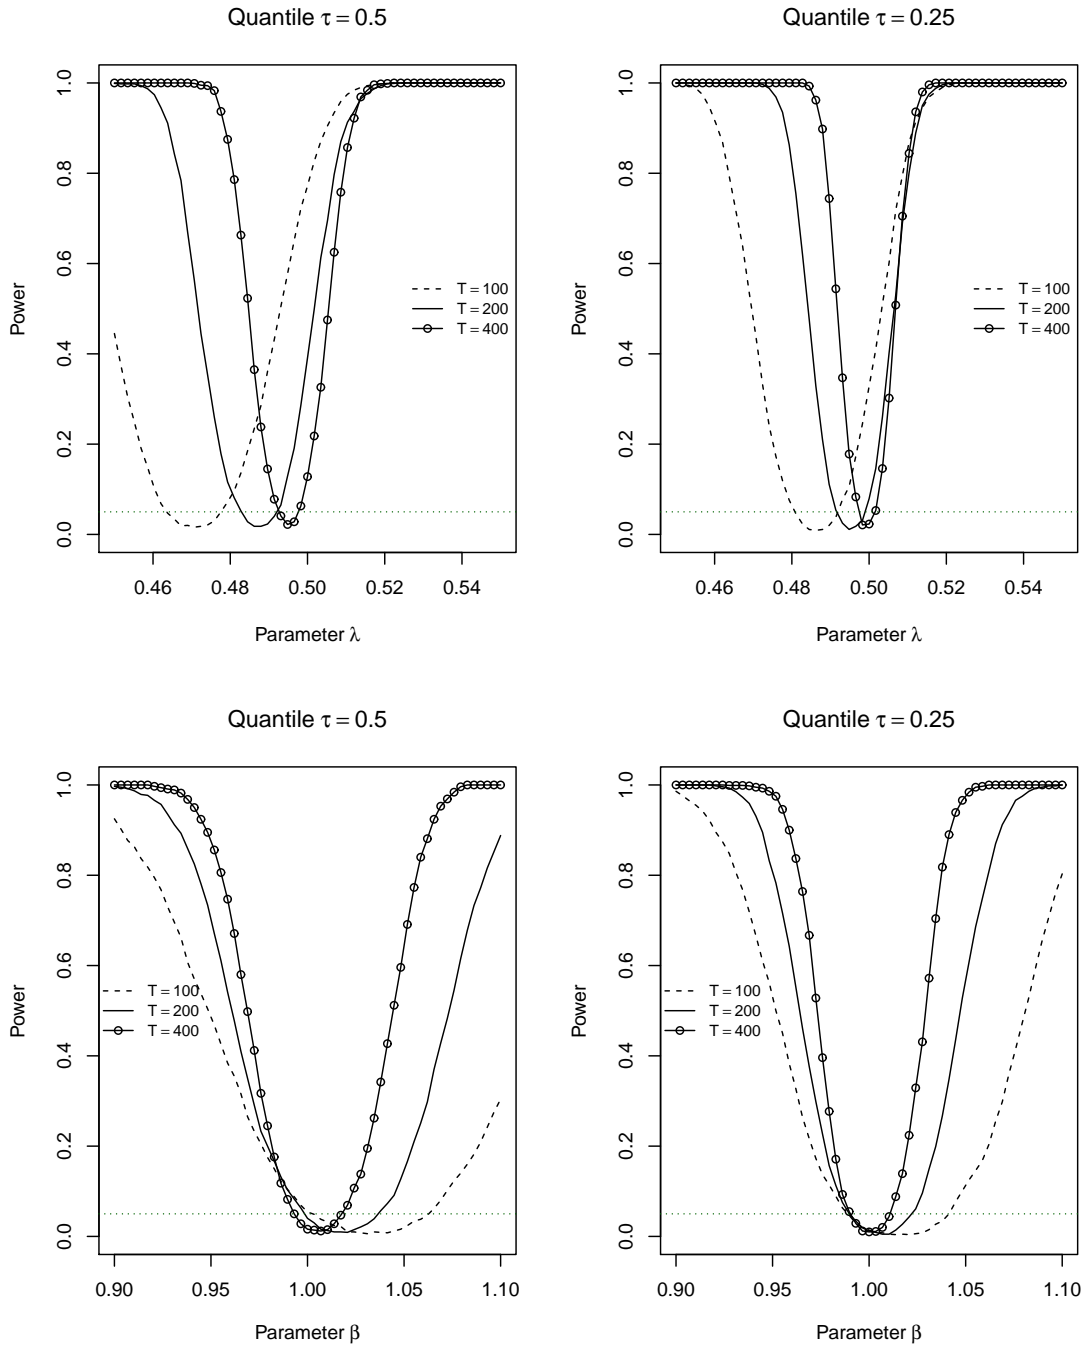 Quantile τ = 0.5
Power
1.0
0.8
0.6
0.4
0.2
0.0
T = 100
T = 200
T = 400
0.46 0.48 0.50 0.52 0.54
Parameter λ
Quantile τ = 0.25
Power
1.0
0.8
0.6
0.4
0.2
0.0
T = 100
T = 200
T = 400
0.46 0.48 0.50 0.52 0.54
Parameter λ
Quantile τ = 0.5
Power
1.0
0.8
0.6
0.4
0.2
0.0
T = 100
T = 200
T = 400
0.90 0.95 1.00 1.05 1.10
Parameter β
Quantile τ = 0.25
Power
1.0
0.8
0.6
0.4
0.2
0.0
T = 100
T = 200
T = 400
0.90 0.95 1.00 1.05 1.10
Parameter β